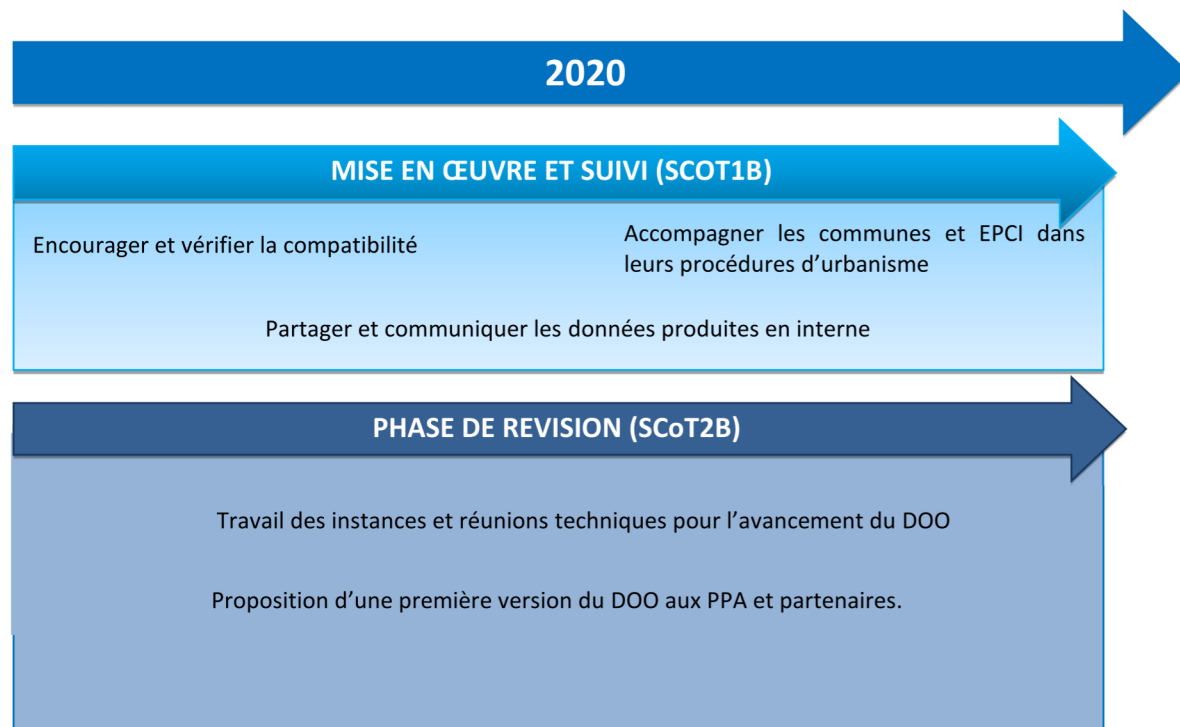 2020
MISE EN ŒUVRE ET SUIVI (SCOT1B)
Encourager et vérifier la compatibilité
Accompagner les communes et EPCI dans
leurs procédures d’urbanisme
Partager et communiquer les données produites en interne
PHASE DE REVISION (SCoT2B)
Travail des instances et réunions techniques pour l’avancement du DOO
Proposition d’une première version du DOO aux PPA et partenaires.